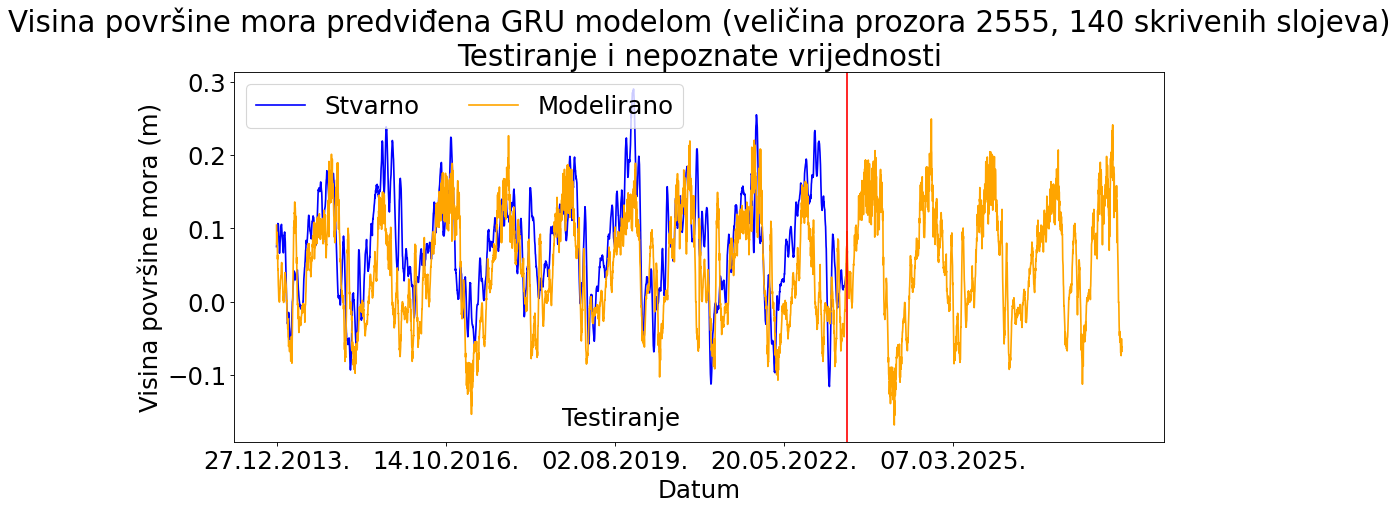 Visina površine mora predviđena GRU modelom (veličina prozora 2555, 140 skrivenih slojeva)
Testiranje i nepoznate vrijednosti
Stvarno
Modelirano
0.3
0.2
0.1
0.0
−0.1
Visina površine mora (m)
Testiranje
27.12.2013.
14.10.2016.
02.08.2019.
20.05.2022.
07.03.2025.
Datum